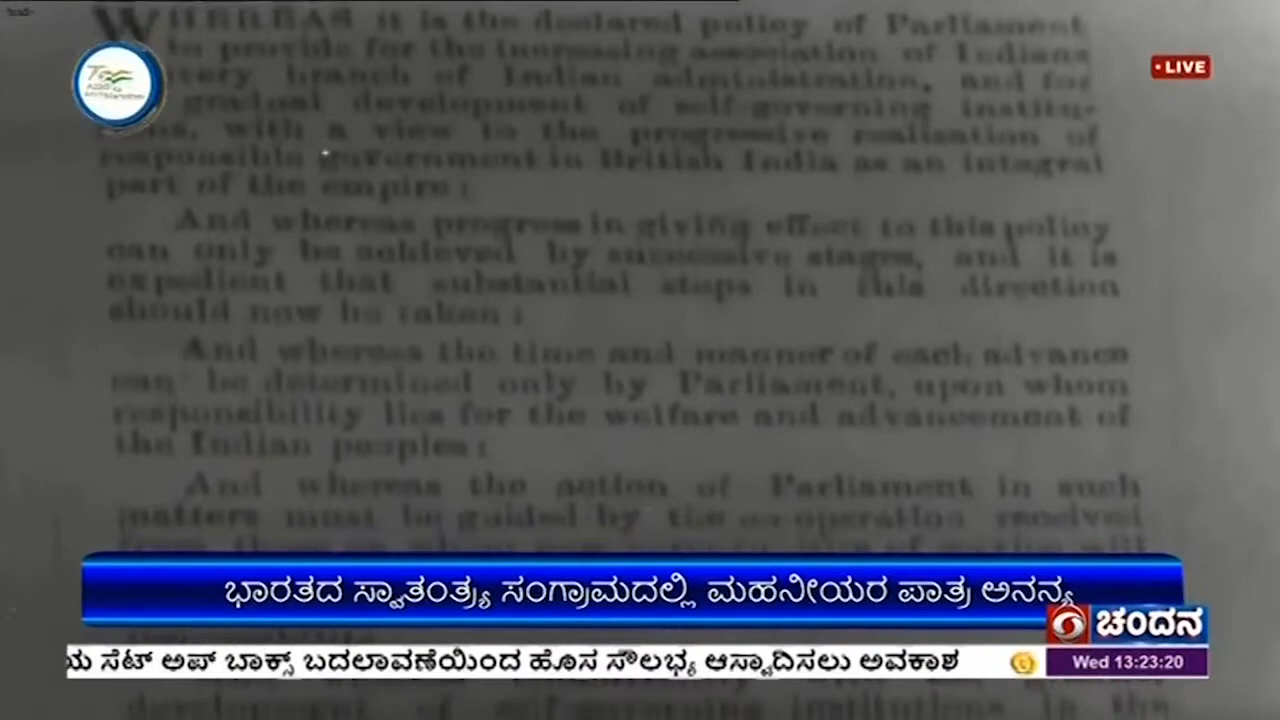 WHEREAS it is the declared policy of Parliament
to provide for the increasing association of Indians
every branch of Indian administration, and for
gradual development of self-governing institu-
with a view to the progressive realisation of
responsible government in British India as an integral
part of the empire:
And whereas progress in giving effect to this policy
can only be achieved by successive stages, and it is
expedient that substantial steps in this direction
should now be taken:
And whereas the time and manner of each advance
can be determined only by Parliament, upon whom
responsibility lies for the welfare and advancement of
the Indian peoples:
And whereas the action of Parliament in such
matters must be guided by the co-operation received
LIVE
ಭಾರತದ ಸ್ವಾತಂತ್ರ್ಯ ಸಂಗ್ರಾಮದಲ್ಲಿ ಮಹನೀಯರ ಪಾತ್ರ ಅನನ್ಯ
ಚಂದನ
ಯ ಸೆಟ್ ಅಪ್ ಬಾಕ್ಸ್ ಬದಲಾವಣೆಯಿಂದ ಹೊಸ ಸೌಲಭ್ಯ ಆಸ್ವಾದಿಸಲು ಅವಕಾಶ
Wed 13:23:20
development of self-governing institutions in the